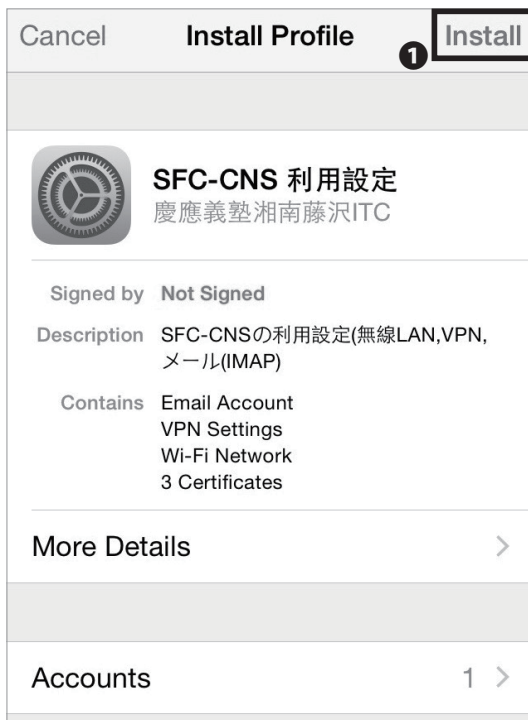 Cancel Install Profile Install
❶
SFC-CNS 利用設定
慶應義塾湘南藤沢ITC
Signed by Not Signed
Description SFC-CNSの利用設定(無線LAN,VPN,
メール(IMAP)
Contains Email Account
VPN Settings
Wi-Fi Network
3 Certificates
More Details
Accounts 1